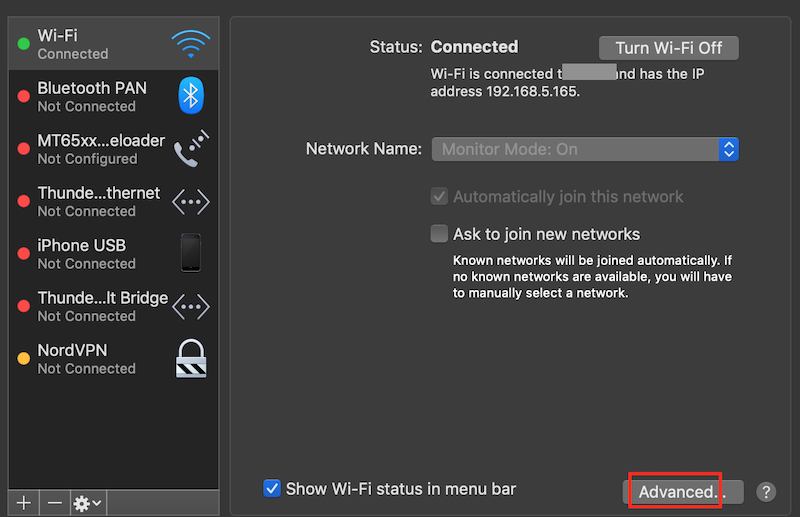 Wi-Fi
Connected
Bluetooth PAN
Not Connected
MT65xx...eloader
Not Configured
Thunde...thernet
Not Connected
iPhone USB
Not Connected
Thunde...lt Bridge
Not Connected
NordVPN
Not Connected
Status: Connected
Turn Wi-Fi Off
Wi-Fi is connected t and has the IP
address 192.168.5.165.
Network Name: Monitor Mode: On
Automatically join this network
Ask to join new networks
Known networks will be joined automatically. If
no known networks are available, you will have
to manually select a network.
Show Wi-Fi status in menu bar
Advanced...
?